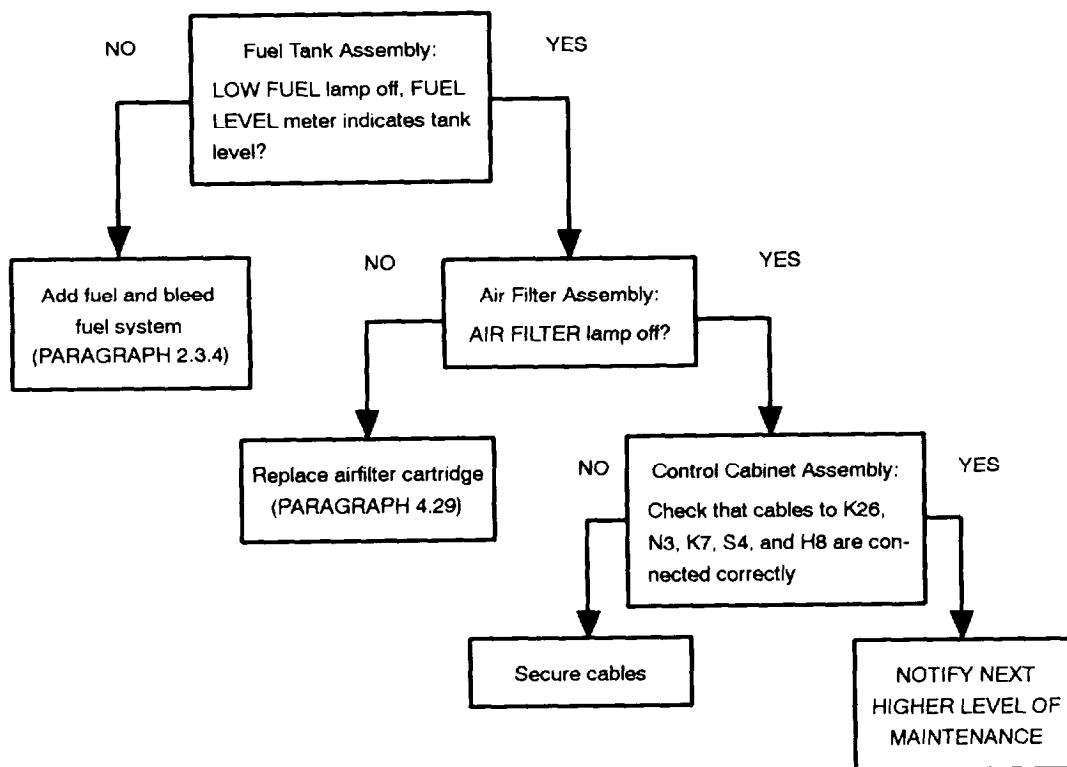 NO
Fuel Tank Assembly:
YES
LOW FUEL lamp off, FUEL
LEVEL meter indicates tank
level?
NO
YES
Add fuel and bleed
fuel system
(PARAGRAPH 2.3.4)
Air Filter Assembly:
AIR FILTER lamp off?
NO
Control Cabinet Assembly:
YES
Replace airfilter cartridge
(PARAGRAPH 4.29)
Check that cables to K26,
N3, K7, S4, and H8 are con-
nected correctly
Secure cables
NOTIFY NEXT
HIGHER LEVEL OF
MAINTENANCE